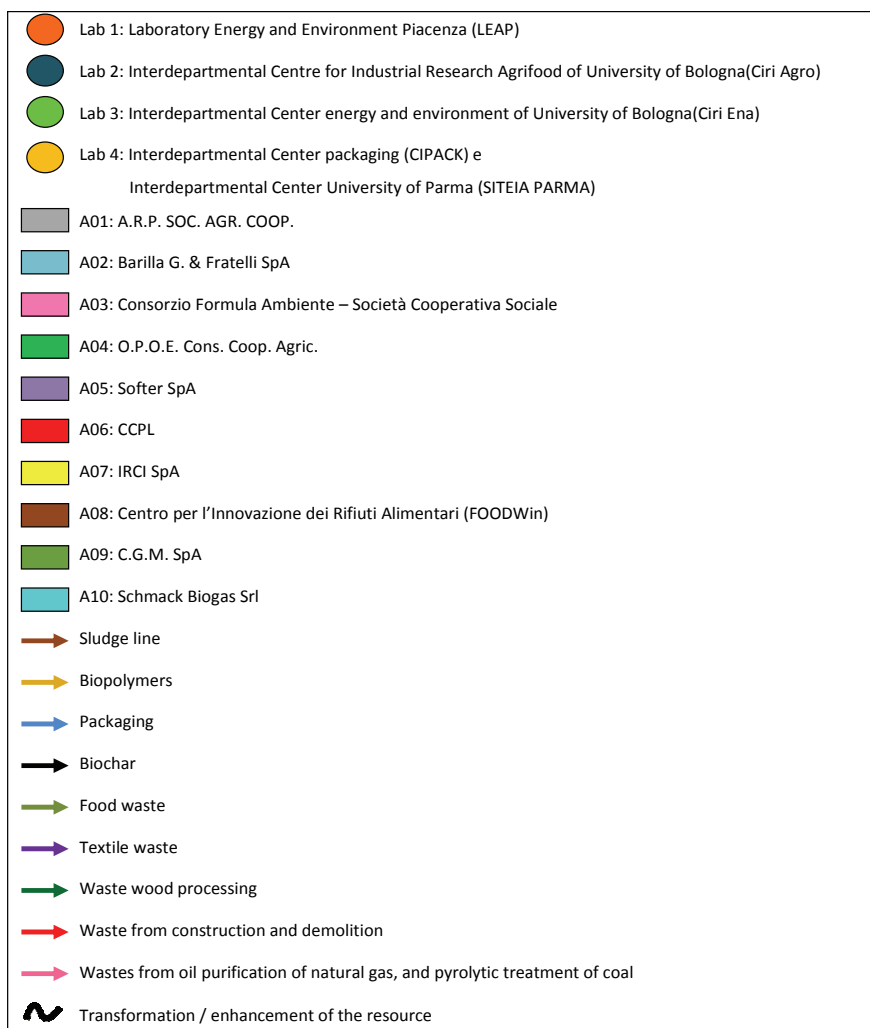 Lab 1: Laboratory Energy and Environment Piacenza (LEAP)
Lab 2: Interdepartmental Centre for Industrial Research Agrifood of University of Bologna(Ciri Agro)
Lab 3: Interdepartmental Center energy and environment of University of Bologna(Ciri Ena)
Lab 4: Interdepartmental Center packaging (CIPACK) e
Interdepartmental Center University of Parma (SITEIA PARMA)
A01: A.R.P. SOC. AGR. COOP.
A02: Barilla G. & Fratelli SpA
A03: Consorzio Formula Ambiente – Società Cooperativa Sociale
A04: O.P.O.E. Cons. Coop. Agric.
A05: Softer SpA
A06: CCPL
A07: IRCI SpA
A08: Centro per l’Innovazione dei Rifiuti Alimentari (FOODWin)
A09: C.G.M. SpA
A10: Schmack Biogas Srl
Sludge line
Biopolymers
Packaging
Biochar
Food waste
Textile waste
Waste wood processing
Waste from construction and demolition
Wastes from oil purification of natural gas, and pyrolytic treatment of coal
Transformation / enhancement of the resource